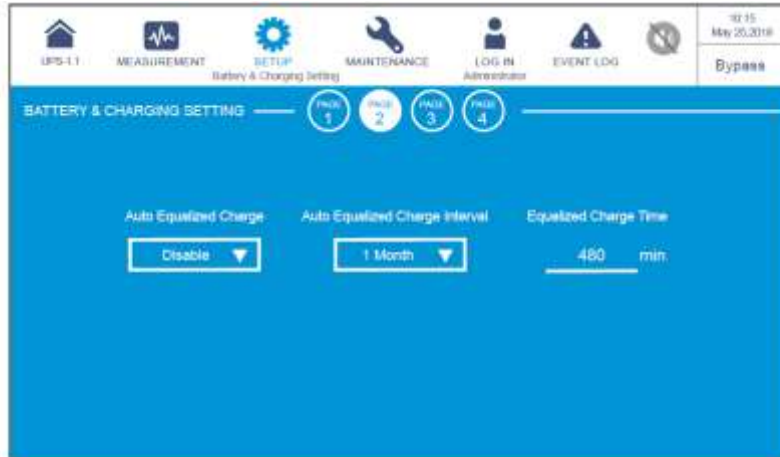 10:15
May 25,2018
UPS-1.1 MEASUREMENT SETUP MAINTENANCE LOG IN EVENT LOG
Battery & Charging Setting Administrator
Bypass
BATTERY & CHARGING SETTING PAGE 1 PAGE 2 PAGE 3 PAGE 4
Auto Equalized Charge Auto Equalized Charge Interval Equalized Charge Time
Disable 1 Month 480 min.